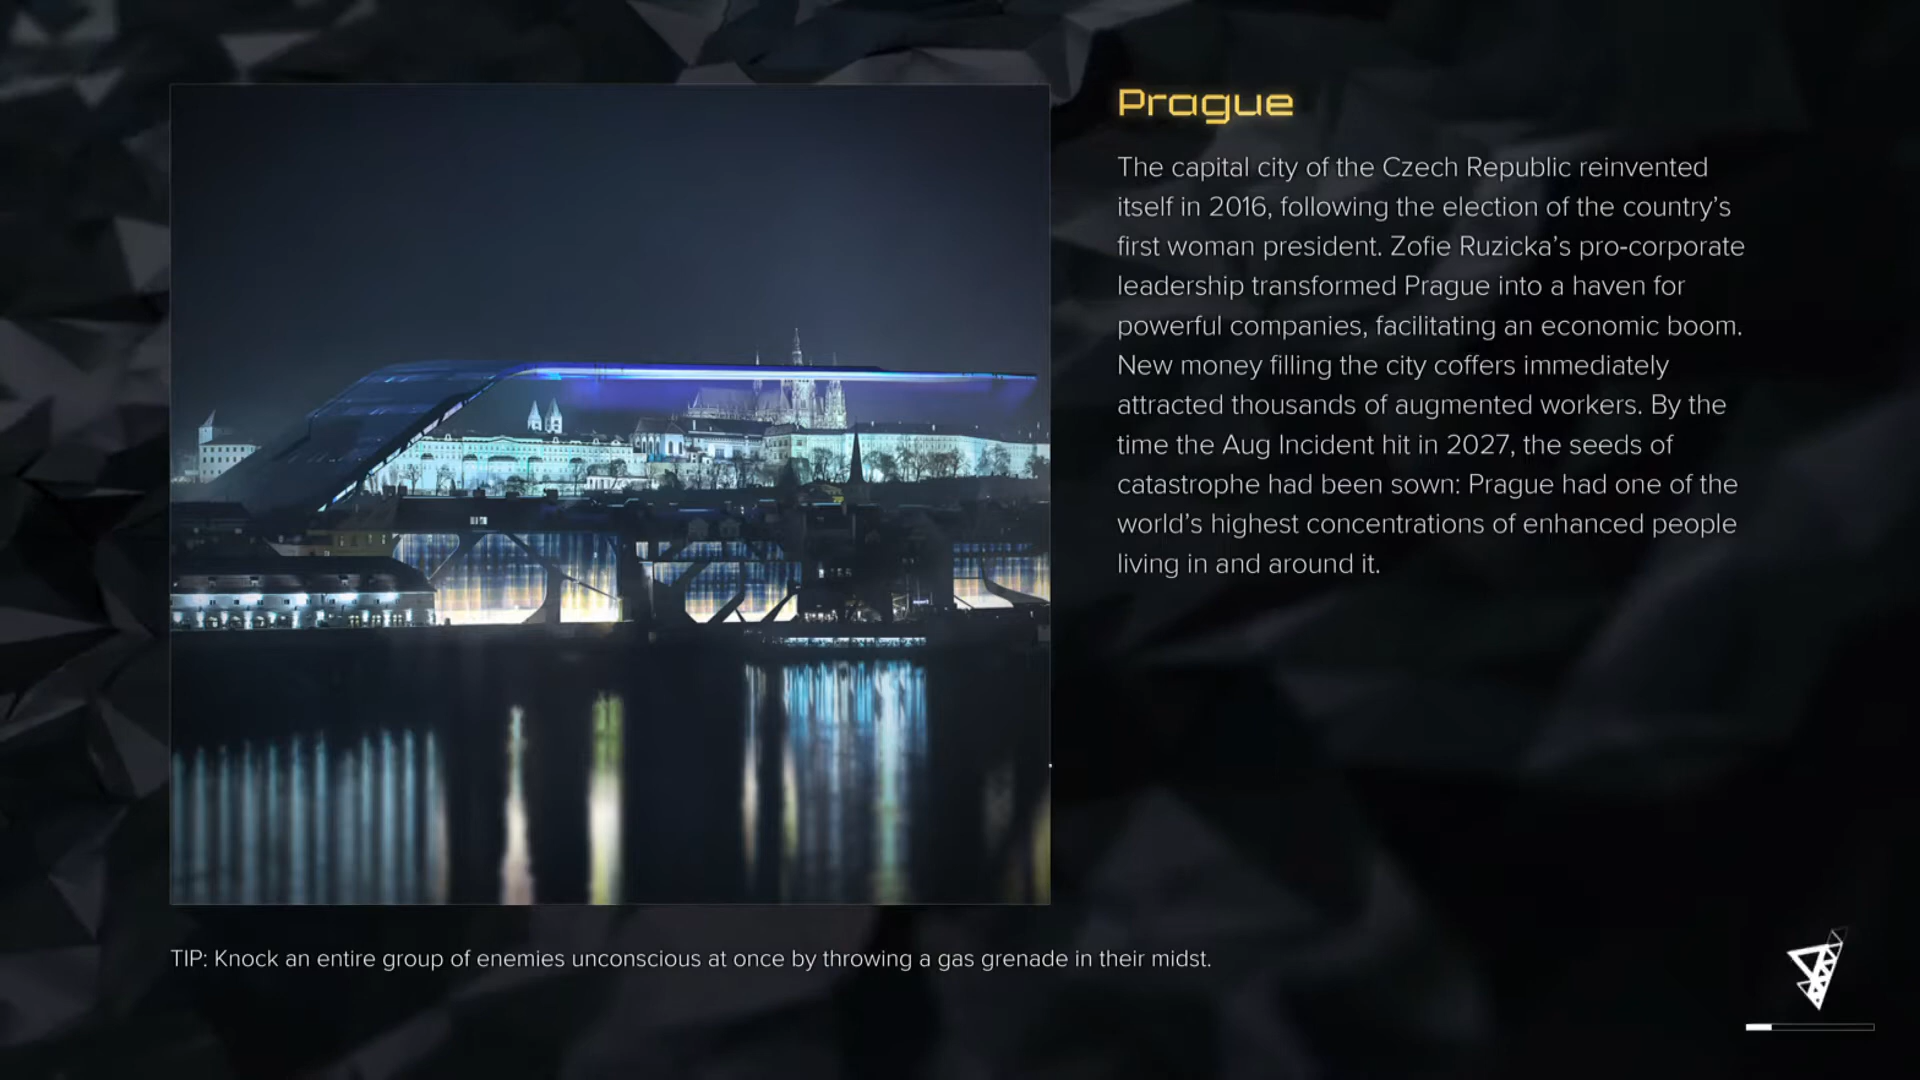 Prague
The capital city of the Czech Republic reinvented
itself in 2016, following the election of the country’s
first woman president. Zofie Ruzicka’s pro-corporate
leadership transformed Prague into a haven for
powerful companies, facilitating an economic boom.
New money filling the city coffers immediately
attracted thousands of augmented workers. By the
time the Aug Incident hit in 2027, the seeds of
catastrophe had been sown: Prague had one of the
world’s highest concentrations of enhanced people
living in and around it.
TIP: Knock an entire group of enemies unconscious at once by throwing a gas grenade in their midst.